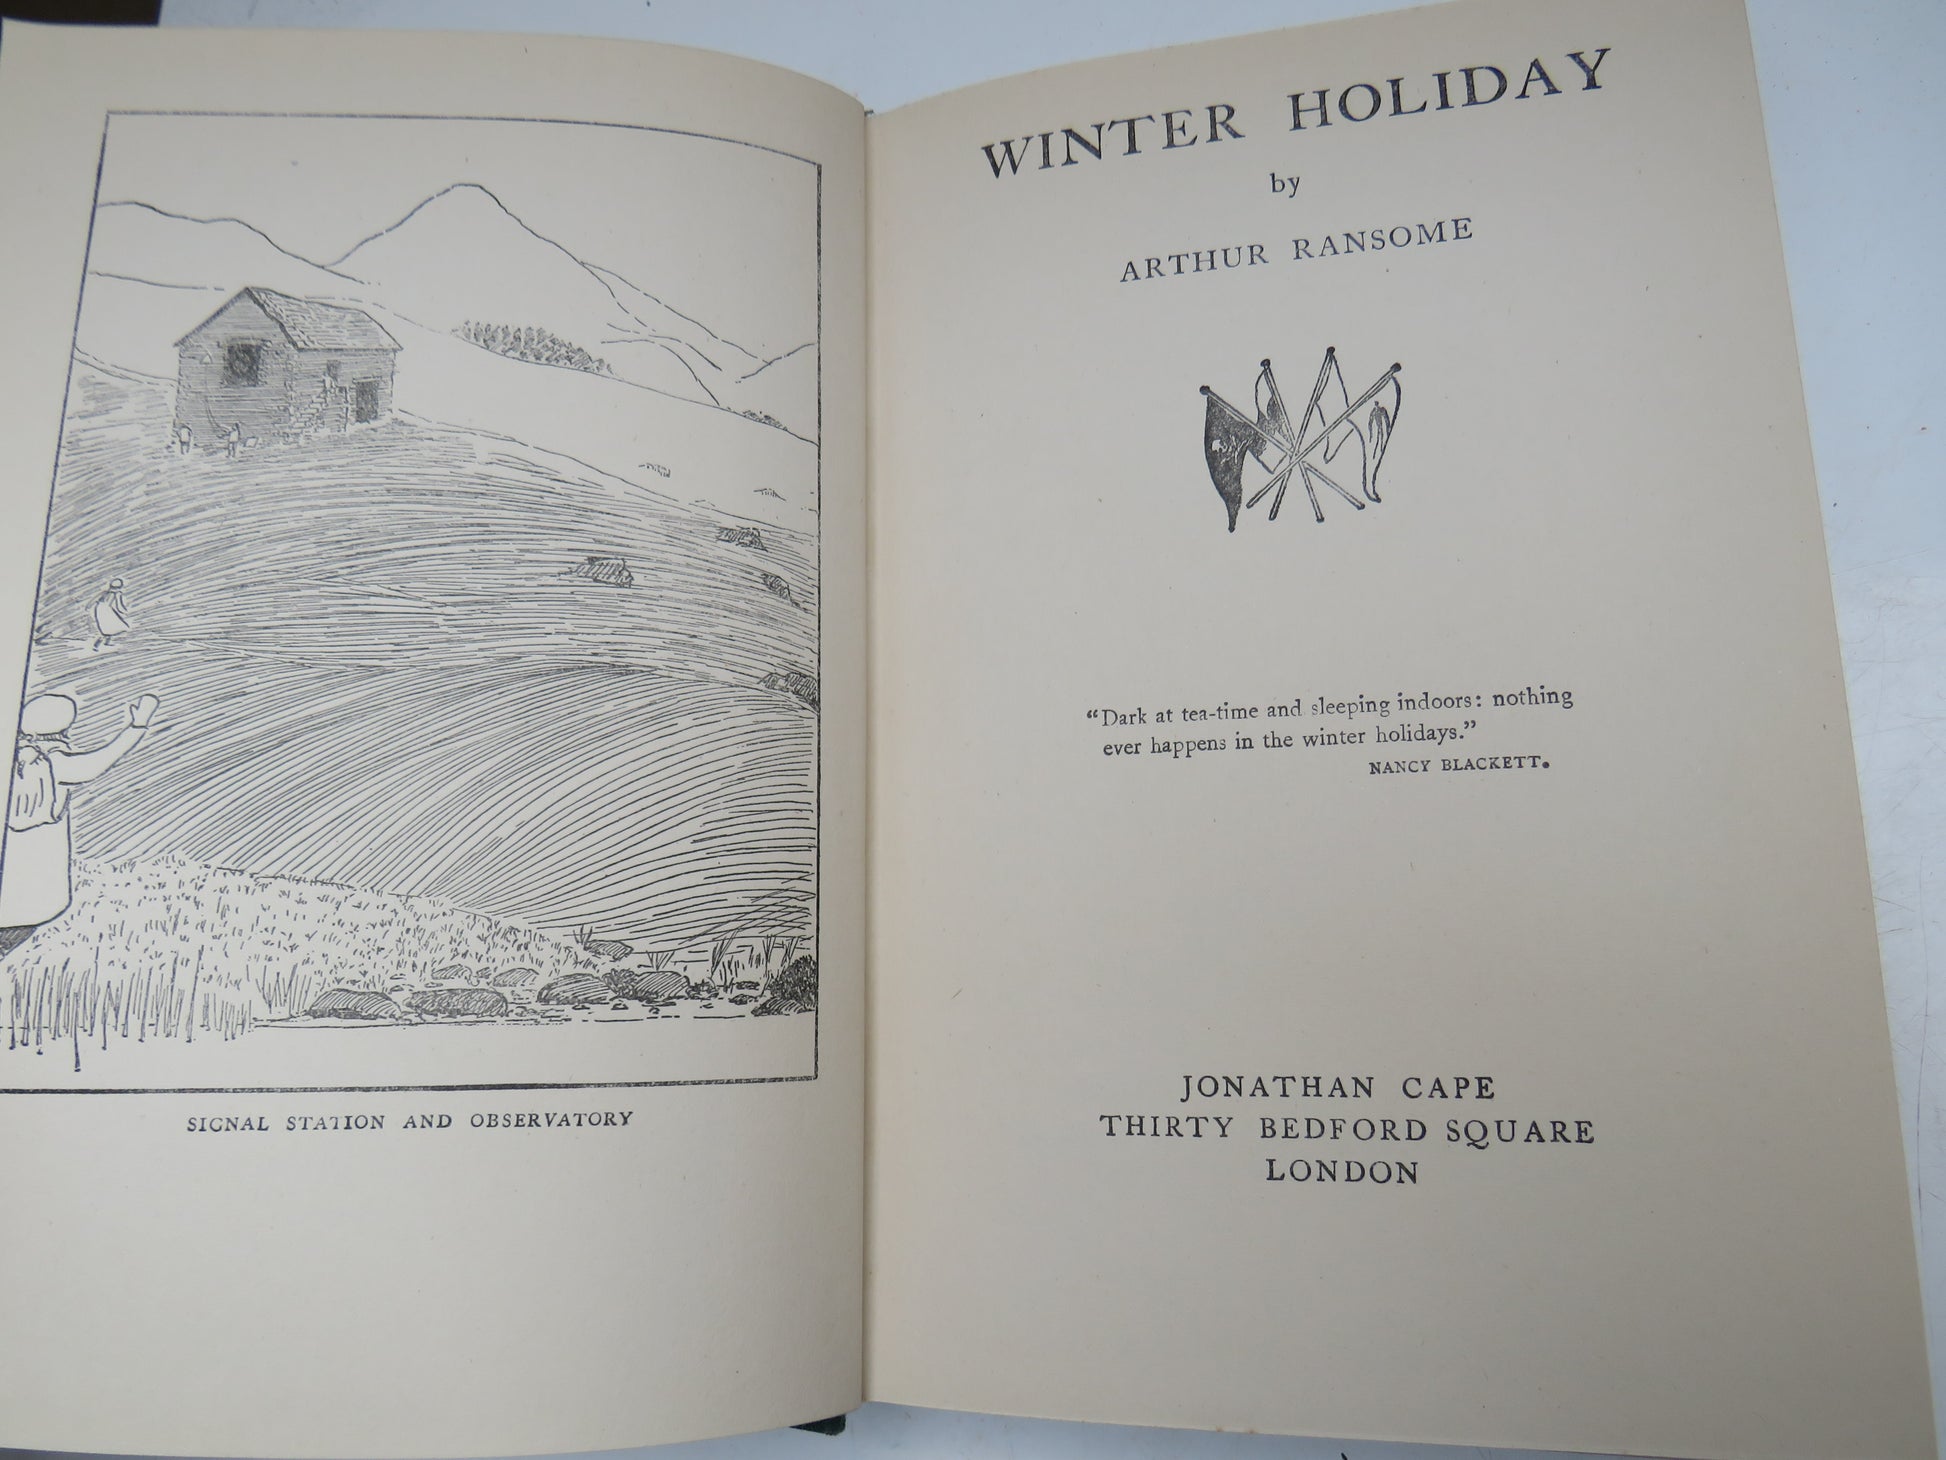 SIGNAL STATION AND OBSERVATORY
WINTER HOLIDAY
by
ARTHUR RANSOME
“Dark at tea-time and sleeping indoors: nothing
ever happens in the winter holidays.”
NANCY BLACKETT.
JONATHAN CAPE
THIRTY BEDFORD SQUARE
LONDON